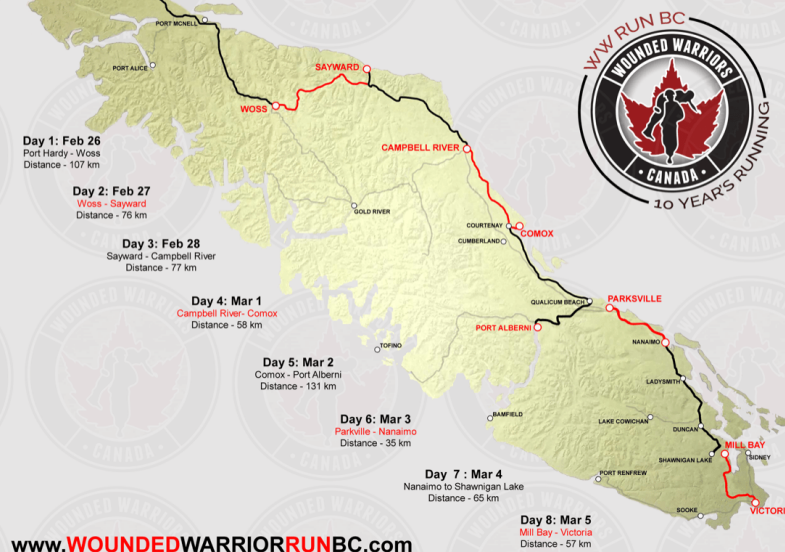 PORT MCNELL
PORT ALICE
SAYWARD
WOSS
WW RUN BC
WOUNDED WARRIORS
CANADA
10 YEAR'S RUNNING
Day 1: Feb 26
Port Hardy - Woss
Distance - 107 km
CAMPBELL RIVER
Day 2: Feb 27
Woss - Sayward
Distance - 76 km
GOLD RIVER
COURTENAY
COMOX
CUMBERLAND
Day 3: Feb 28
Sayward - Campbell River
Distance - 77 km
Day 4: Mar 1
Campbell River- Comox
Distance - 58 km
QUALICUM BEACH
PARKSVILLE
PORT ALBERNI
NANAIMO
TOFINO
Day 5: Mar 2
Comox - Port Alberni
Distance - 131 km
LADYSMITH
BAMFIELD
LAKE COWICHAN
DUNCAN
Day 6: Mar 3
Parkville - Nanaimo
Distance - 35 km
MILL BAY
SHAWNIGAN LAKE
SIDNEY
PORT RENFREW
Day 7 : Mar 4
Nanaimo to Shawnigan Lake
Distance - 65 km
SOOKE
VICTORI
Day 8: Mar 5
Mill Bay - Victoria
Distance - 57 km
www.WOUNDEDWARRIORRUNBC.com